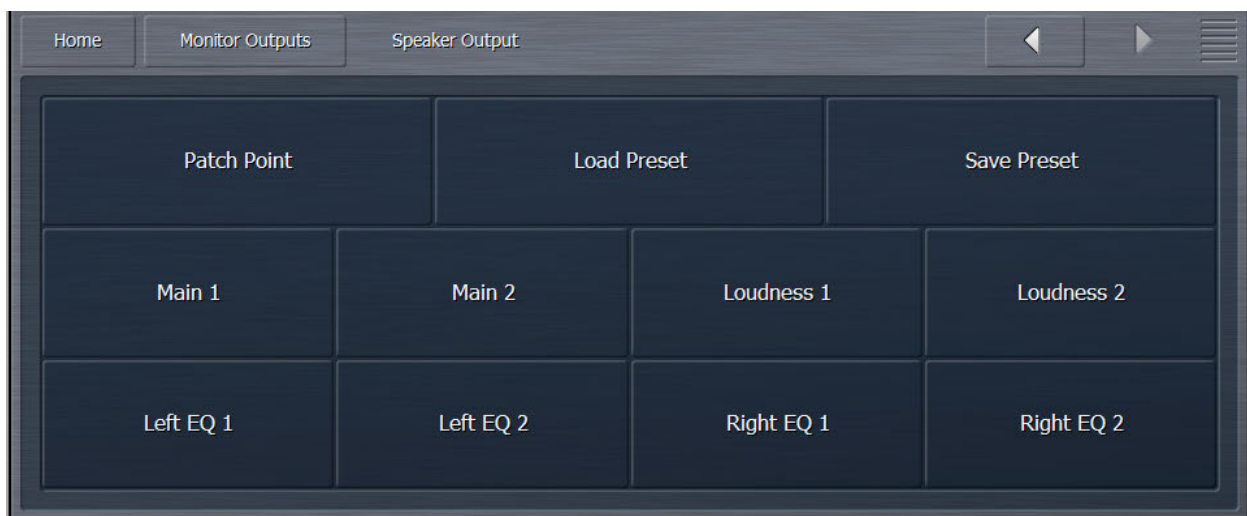 Home Monitor Outputs Speaker Output
Patch Point Load Preset Save Preset
Main 1 Main 2 Loudness 1 Loudness 2
Left EQ 1 Left EQ 2 Right EQ 1 Right EQ 2